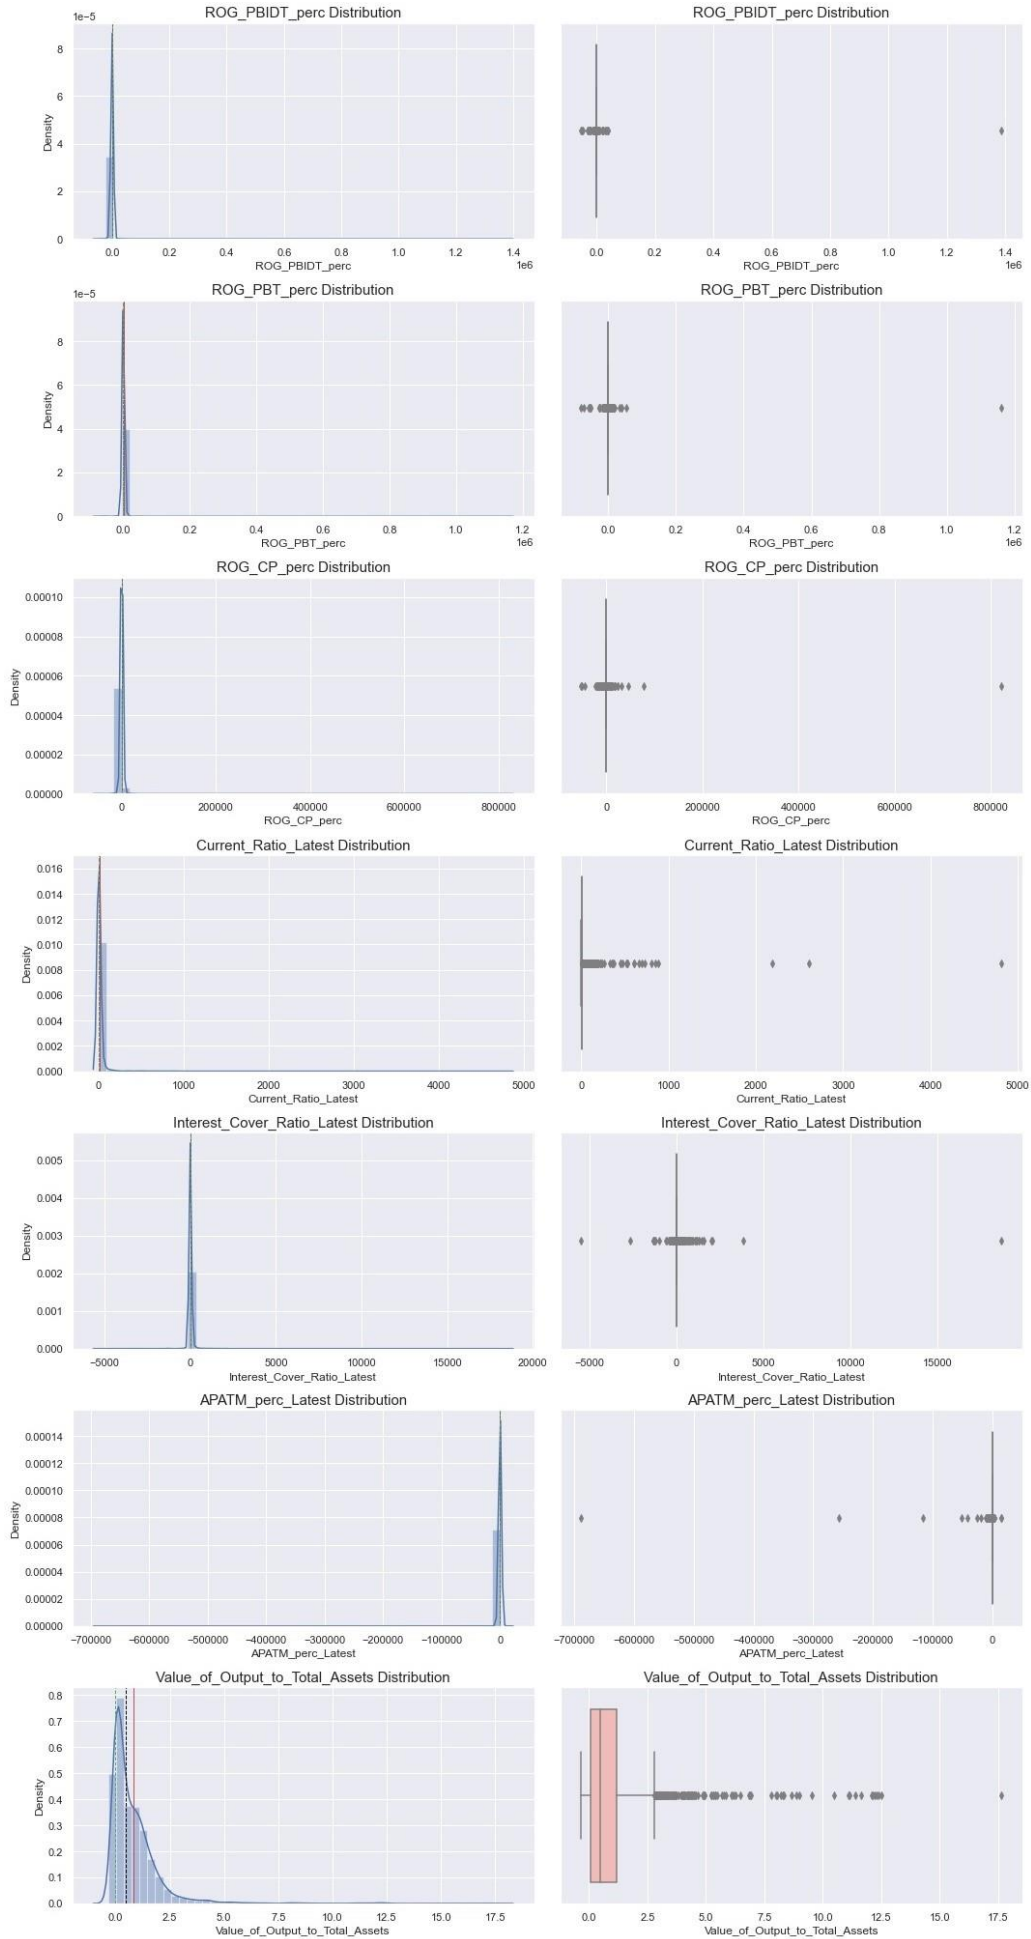 ROG_PBIDT_perc Distribution
1e−5
8
6
4
2
0
Density
0.0 0.2 0.4 0.6 0.8 1.0 1.2 1.4
1e6
ROG_PBIDT_perc
ROG_PBIDT_perc Distribution
0.0 0.2 0.4 0.6 0.8 1.0 1.2 1.4
1e6
ROG_PBIDT_perc
ROG_PBT_perc Distribution
1e−5
8
6
4
2
0
Density
0.0 0.2 0.4 0.6 0.8 1.0 1.2
1e6
ROG_PBT_perc
ROG_PBT_perc Distribution
0.0 0.2 0.4 0.6 0.8 1.0 1.2
1e6
ROG_PBT_perc
ROG_CP_perc Distribution
0.00010
0.00008
0.00006
0.00004
0.00002
0.00000
Density
0 200000 400000 600000 800000
ROG_CP_perc
ROG_CP_perc Distribution
0 200000 400000 600000 800000
ROG_CP_perc
Current_Ratio_Latest Distribution
0.016
0.014
0.012
0.010
0.008
0.006
0.004
0.002
0.000
Density
0 1000 2000 3000 4000 5000
Current_Ratio_Latest
Current_Ratio_Latest Distribution
0 1000 2000 3000 4000 5000
Current_Ratio_Latest
Interest_Cover_Ratio_Latest Distribution
0.005
0.004
0.003
0.002
0.001
0.000
Density
−5000 0 5000 10000 15000 20000
Interest_Cover_Ratio_Latest
Interest_Cover_Ratio_Latest Distribution
−5000 0 5000 10000 15000
Interest_Cover_Ratio_Latest
APATM_perc_Latest Distribution
0.00014
0.00012
0.00010
0.00008
0.00006
0.00004
0.00002
0.00000
Density
−700000 −600000 −500000 −400000 −300000 −200000 −100000 0
APATM_perc_Latest
APATM_perc_Latest Distribution
−700000 −600000 −500000 −400000 −300000 −200000 −100000 0
APATM_perc_Latest
Value_of_Output_to_Total_Assets Distribution
0.8
0.7
0.6
0.5
0.4
0.3
0.2
0.1
0.0
Density
0.0 2.5 5.0 7.5 10.0 12.5 15.0 17.5
Value_of_Output_to_Total_Assets
Value_of_Output_to_Total_Assets Distribution
0.0 2.5 5.0 7.5 10.0 12.5 15.0 17.5
Value_of_Output_to_Total_Assets